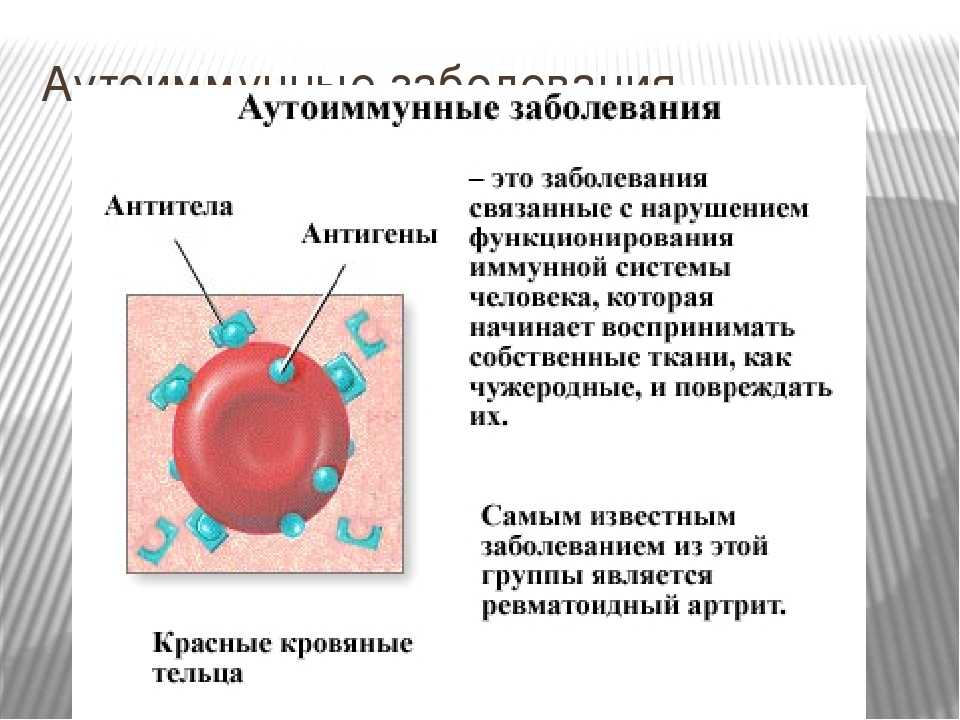 Аутоиммунные заболевания
Аутоиммунные заболевания
Антитела
Антигены
– это заболевания
связанные с нарушением
функционирования
иммунной системы
человека, которая
начинает воспринимать
собственные ткани, как
чужеродные, и повреждать
их.
Самым известным
заболеванием из этой
группы является
ревматоидный артрит.
Красные кровяные
тельца